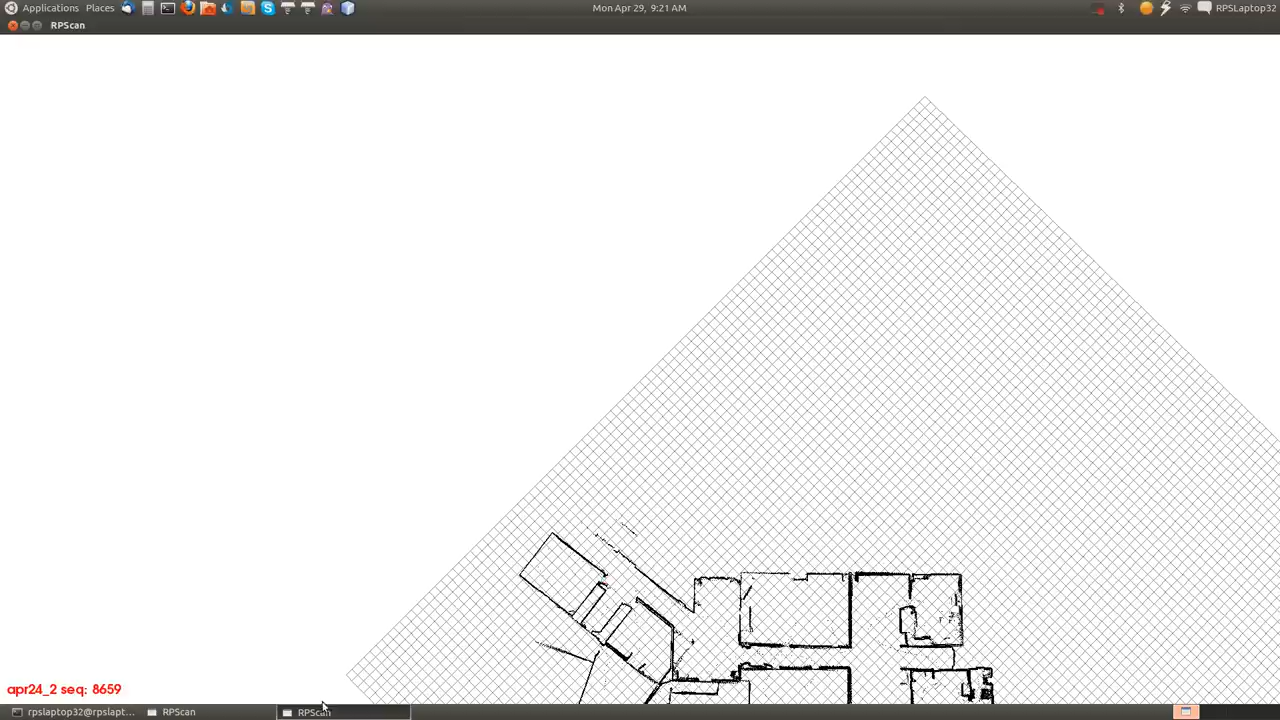 Applications Places Mon Apr 29, 9:21 AM RPSLaptop32
RPScan
apr24_2 seq: 8659
rpslaptop32@rpslapt... RPScan RPScan